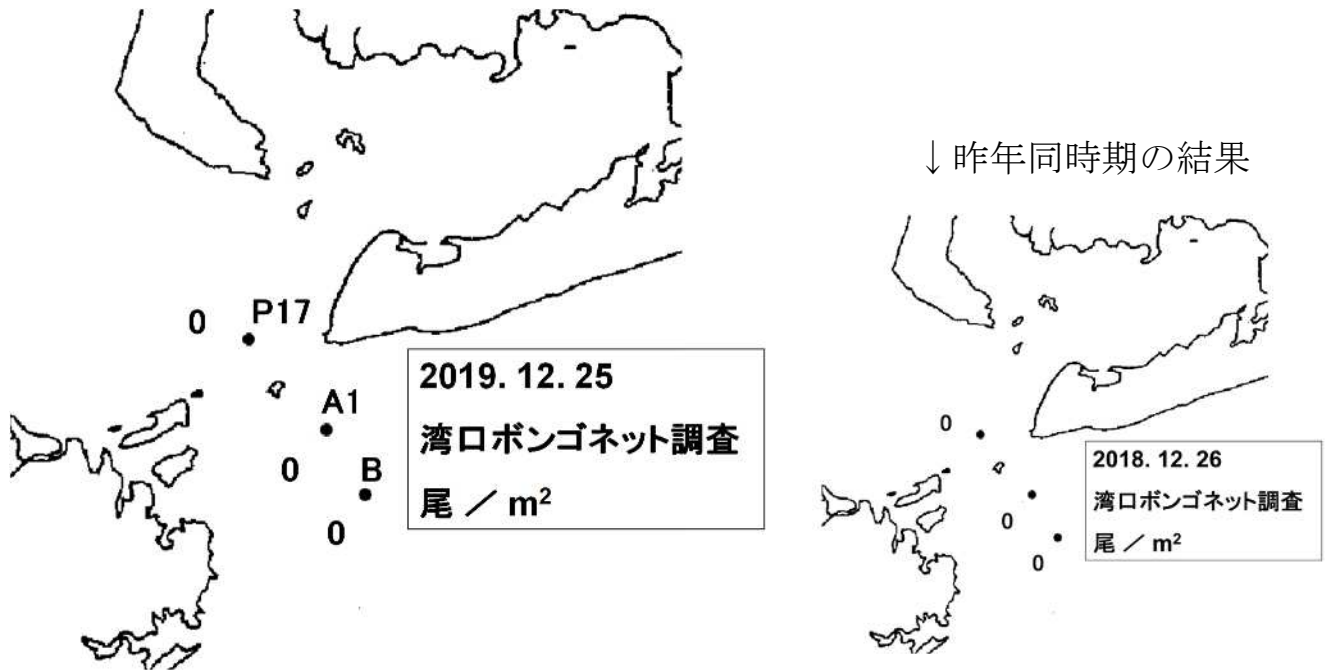 ↓昨年同時期の結果
0
P17
A1
0
B
0
2019. 12. 25
湾口ボンゴネット調査
尾 / m²
0
0
0
2018. 12. 26
湾口ボンゴネット調査
尾 / m²